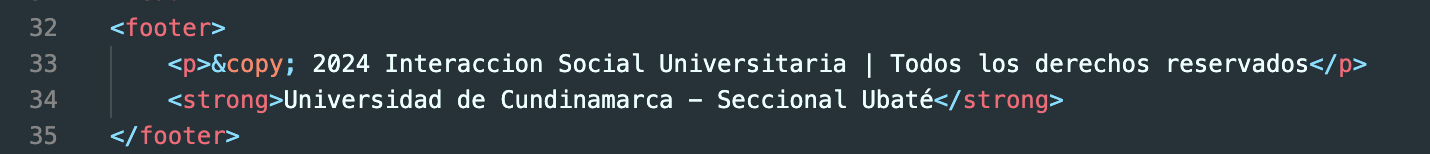 32 <footer>
33 <p>&copy; 2024 Interaccion Social Universitaria | Todos los derechos reservados</p>
34 <strong>Universidad de Cundinamarca - Seccional Ubaté</strong>
35 </footer>